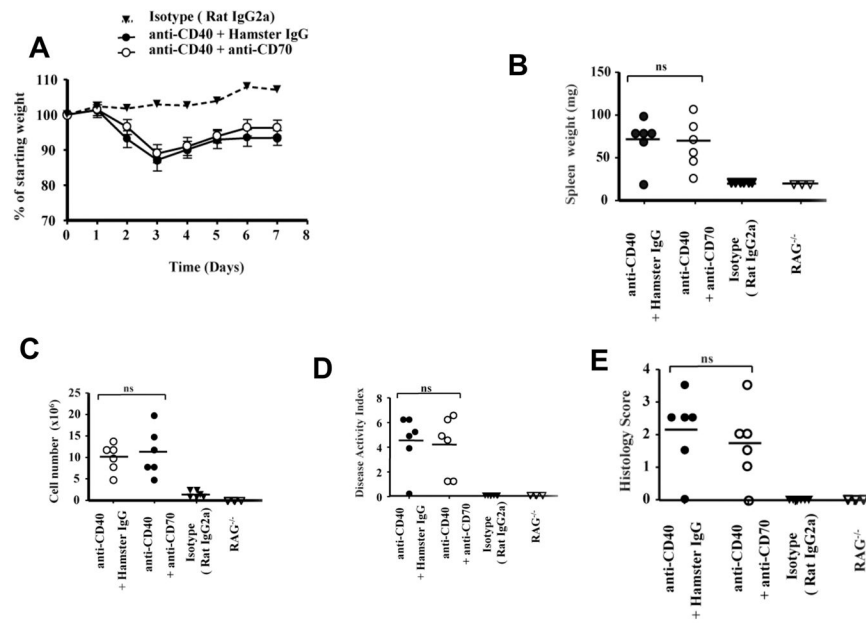 Isotype ( Rat IgG2a)
anti-CD40 + Hamster IgG
anti-CD40 + anti-CD70
A
110
100
90
80
70
% of starting weight
0 1 2 3 4 5 6 7 8
Time (Days)
B
ns
150
100
50
0
Spleen weight (mg)
anti-CD40
+ Hamster IgG
anti-CD40
+ anti-CD70
Isotype
( Rat IgG2a)
RAG-/-
C
ns
25
20
15
10
5
0
Cell number (x10⁶)
anti-CD40
+ Hamster IgG
anti-CD40
+ anti-CD70
Isotype
( Rat IgG2a)
RAG-/-
D
ns
8
6
4
2
0
Disease Activity Index
anti-CD40
+ Hamster IgG
anti-CD40
+ anti-CD70
Isotype
( Rat IgG2a)
RAG-/-
E
ns
4
3
2
1
0
Histology Score
anti-CD40
+ Hamster IgG
anti-CD40
+ anti-CD70
Isotype
( Rat IgG2a)
RAG-/-